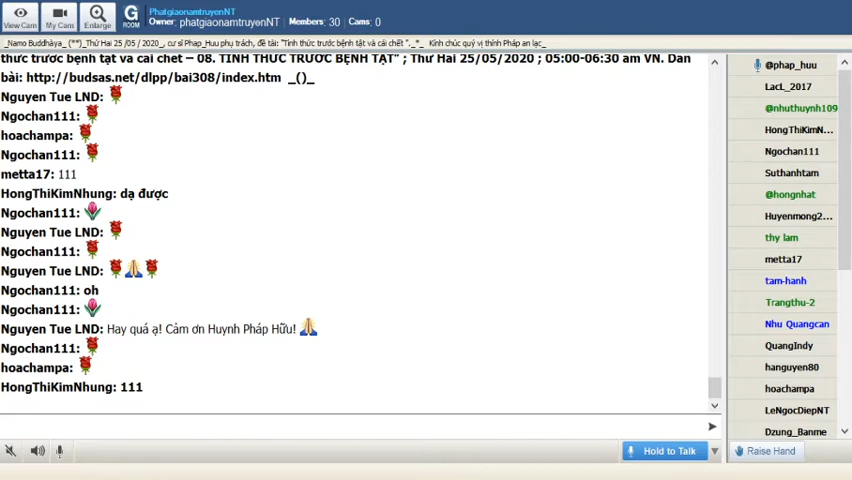 View Cam
My Cam
Enlarge
G
ROOM
PhatgiaonamtruyenNT
Owner: phatgiaonamtruyenNT Members: 30 Cams: 0
_Namo Buddhàya_ (**)_Thứ Hai 25 /05 / 2020_, cư sĩ Phap_Huu phụ trách, đề tài: "Tỉnh thức trước bệnh tật và cái chết "._*_ Kính chúc quý vị thính Pháp an lạc_
thức trước bệnh tật và cái chết – 08. TỈNH THỨC TRƯỚC BỆNH TẬT" ; Thứ Hai 25/05/2020 ; 05:00-06:30 am VN. Dẫn
bài: http://budsas.net/dlpp/bai308/index.htm _()_
Nguyen Tue LND:
Ngochan111:
hoachampa:
Ngochan111:
metta17: 111
HongThiKimNhung: dạ được
Ngochan111:
Nguyen Tue LND:
Ngochan111:
Nguyen Tue LND:
Ngochan111: oh
Ngochan111:
Nguyen Tue LND: Hay quá ạ! Cảm ơn Huynh Pháp Hữu!
Ngochan111:
hoachampa:
HongThiKimNhung: 111
@phap_huu
LacL_2017
@nhuthuynh109
HongThiKimN...
Ngochan111
Suthanhtam
@hongnhat
Huyenmong2...
thy lam
metta17
tam-hanh
Trangthu-2
Nhu Quangcan
QuangIndy
hanguyen80
hoachampa
LeNgocDiepNT
Dzung_Banme
Hold to Talk
Raise Hand